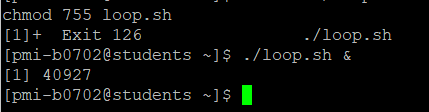 chmod 755 loop.sh
[1]+  Exit 126                ./loop.sh
[pmi-b0702@students ~]$ ./loop.sh &
[1] 40927
[pmi-b0702@students ~]$